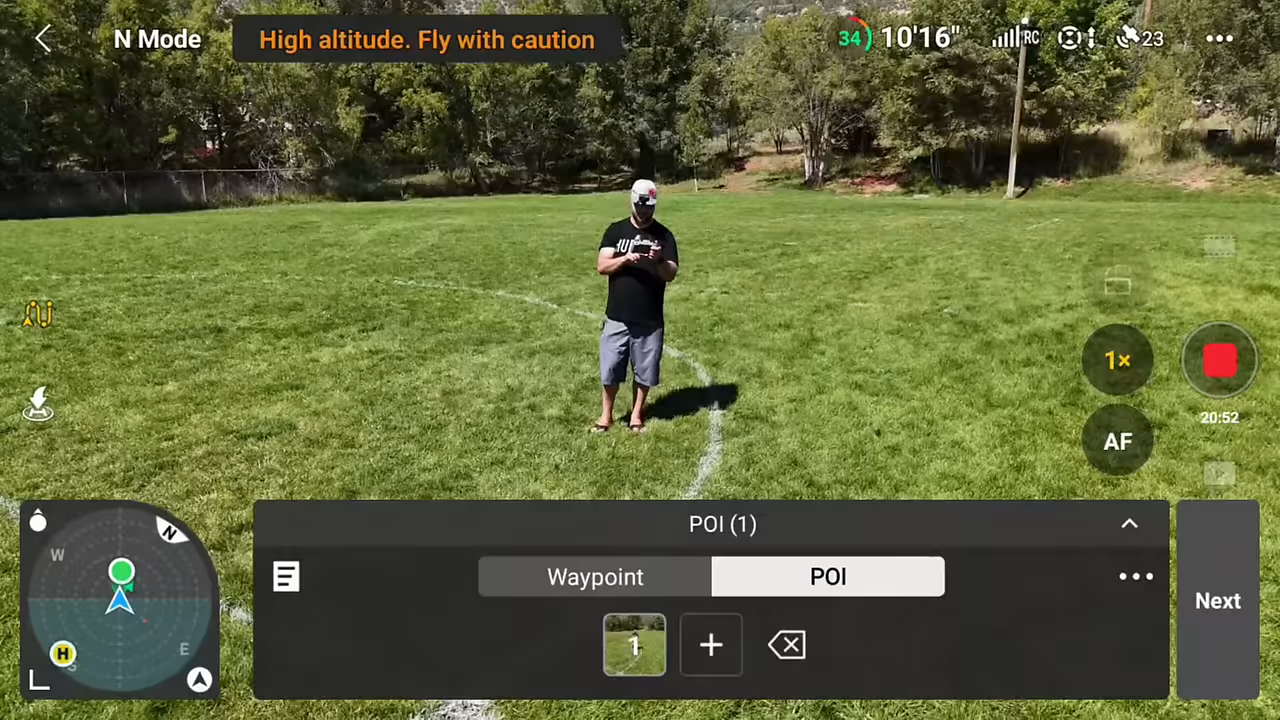 N Mode
High altitude. Fly with caution
34
10'16"
RC
23
1×
20:52
AF
POI (1)
N
W
Waypoint
POI
Next
1
E
H
S